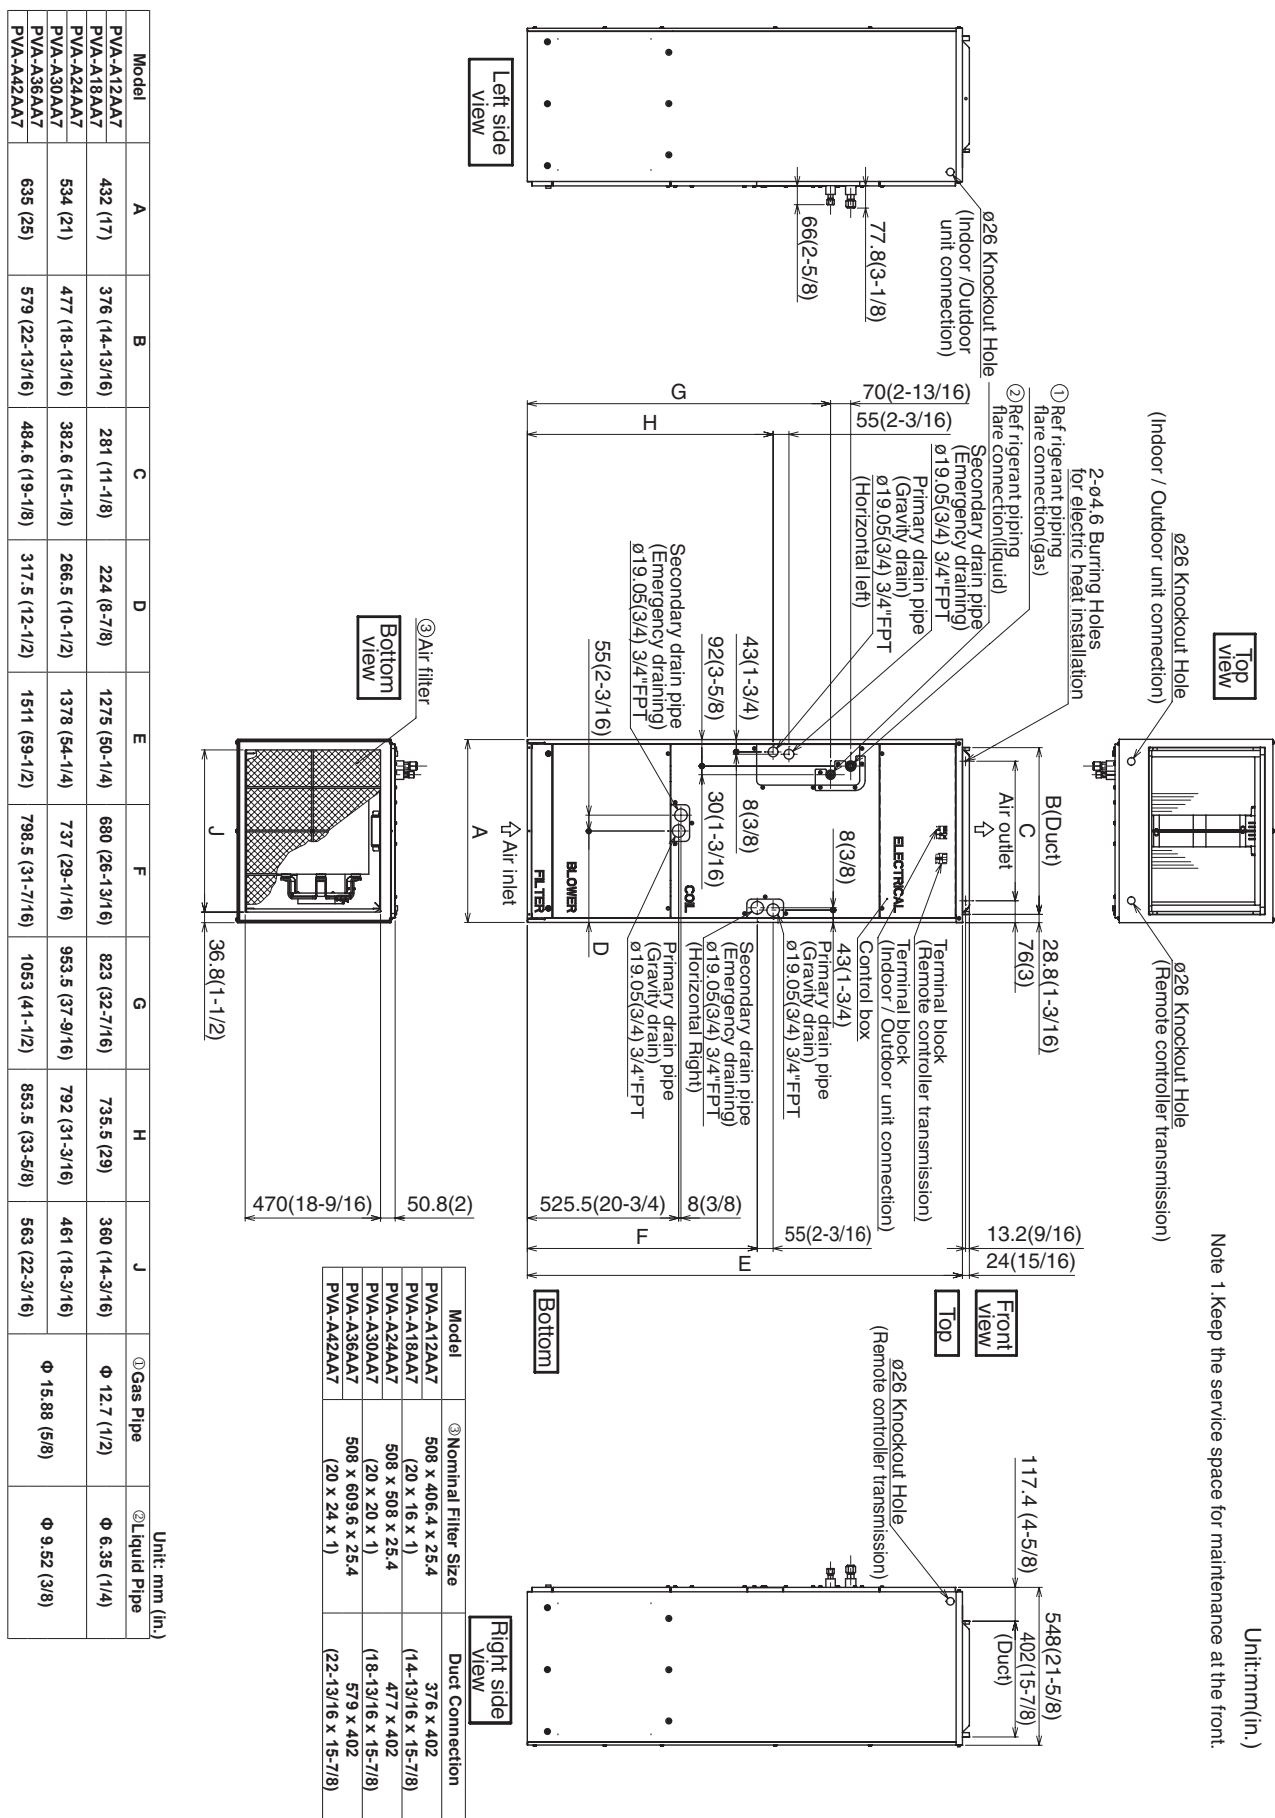 Unit:mm(in.)
Note 1.Keep the service space for maintenance at the front.
Top
view
ø26 Knockout Hole
(Indoor / Outdoor unit connection)
ø26 Knockout Hole
(Remote controller transmission)
Left side
view
ø26 Knockout Hole
(Indoor /Outdoor
unit connection)
77.8(3-1/8)
66(2-5/8)
Front
view
Top
Bottom
2-ø4.6 Burring Holes
for electric heat installation
① Ref rigerant piping
flare connection(gas)
② Ref rigerant piping
flare connection(liquid)
Secondary drain pipe
(Emergency draining)
ø19.05(3/4) 3/4"FPT
Primary drain pipe
(Gravity drain)
ø19.05(3/4) 3/4"FPT
(Horizontal left)
70(2-13/16)
55(2-3/16)
G
H
B(Duct)
C
Air outlet
28.8(1-3/16)
76(3)
ELECTRICAL
COIL
BLOWER
FILTER
Air inlet
A
D
43(1-3/4)
92(3-5/8)
8(3/8)
30(1-3/16)
8(3/8)
43(1-3/4)
Secondary drain pipe
(Emergency draining)
ø19.05(3/4) 3/4"FPT
55(2-3/16)
Terminal block
(Remote controller transmission)
Terminal block
(Indoor / Outdoor unit connection)
Control box
Primary drain pipe
(Gravity drain)
ø19.05(3/4) 3/4"FPT
Secondary drain pipe
(Emergency draining)
ø19.05(3/4) 3/4"FPT
(Horizontal Right)
Primary drain pipe
(Gravity drain)
ø19.05(3/4) 3/4"FPT
13.2(9/16)
24(15/16)
55(2-3/16)
E
F
525.5(20-3/4)
8(3/8)
Right side
view
ø26 Knockout Hole
(Remote controller transmission)
117.4 (4-5/8)
548(21-5/8)
402(15-7/8)
(Duct)
Bottom
view
③ Air filter
J
36.8(1-1/2)
470(18-9/16)
50.8(2)
Model ③Nominal Filter Size Duct Connection
PVA-A12AA7 508 x 406.4 x 25.4 376 x 402
PVA-A18AA7 (20 x 16 x 1) (14-13/16 x 15-7/8)
PVA-A24AA7 508 x 508 x 25.4 477 x 402
PVA-A30AA7 (20 x 20 x 1) (18-13/16 x 15-7/8)
PVA-A36AA7 508 x 609.6 x 25.4 579 x 402
PVA-A42AA7 (20 x 24 x 1) (22-13/16 x 15-7/8)
Unit: mm (in.)
Model A B C D E F G H J ①Gas Pipe ②Liquid Pipe
PVA-A12AA7
PVA-A18AA7 432 (17) 376 (14-13/16) 281 (11-1/8) 224 (8-7/8) 1275 (50-1/4) 680 (26-13/16) 823 (32-7/16) 735.5 (29) 360 (14-3/16) Φ 12.7 (1/2) Φ 6.35 (1/4)
PVA-A24AA7
PVA-A30AA7 534 (21) 477 (18-13/16) 382.6 (15-1/8) 266.5 (10-1/2) 1378 (54-1/4) 737 (29-1/16) 953.5 (37-9/16) 792 (31-3/16) 461 (18-3/16) Φ 15.88 (5/8) Φ 9.52 (3/8)
PVA-A36AA7
PVA-A42AA7 635 (25) 579 (22-13/16) 484.6 (19-1/8) 317.5 (12-1/2) 1511 (59-1/2) 798.5 (31-7/16) 1053 (41-1/2) 853.5 (33-5/8) 563 (22-3/16)